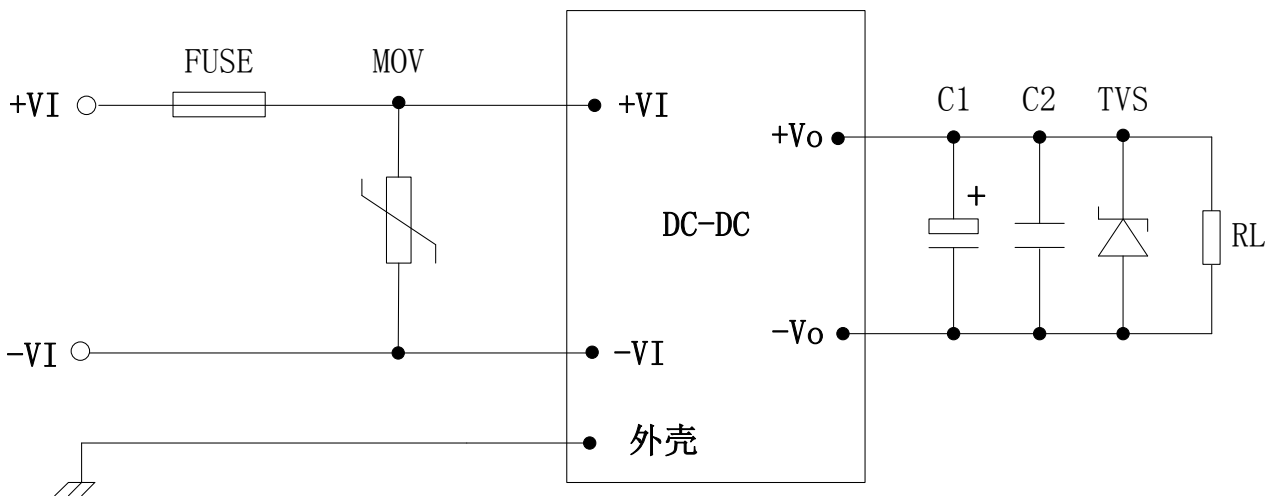 FUSE
MOV
+VI
+VI
C1
C2
TVS
+Vo
+
DC-DC
RL
-Vo
-VI
-VI
外壳